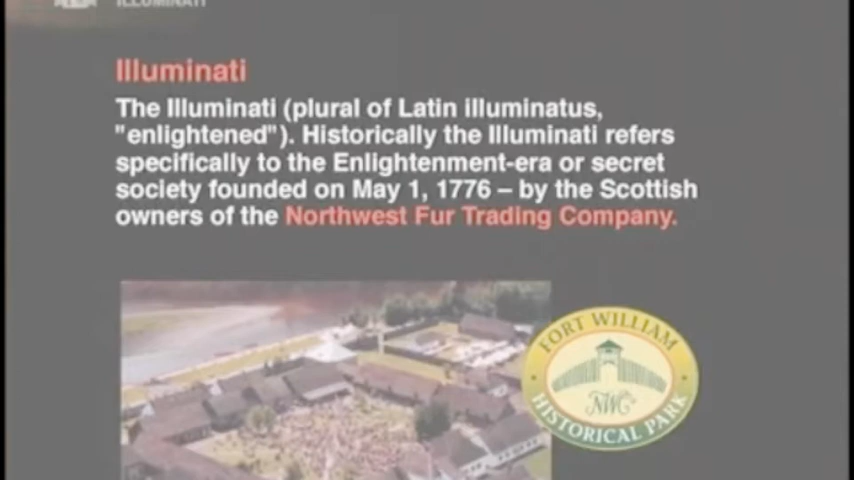 ILLUMINATI
Illuminati
The Illuminati (plural of Latin illuminatus,
"enlightened"). Historically the Illuminati refers
specifically to the Enlightenment-era or secret
society founded on May 1, 1776 – by the Scottish
owners of the Northwest Fur Trading Company.
FORT WILLIAM
NWC
HISTORICAL PARK